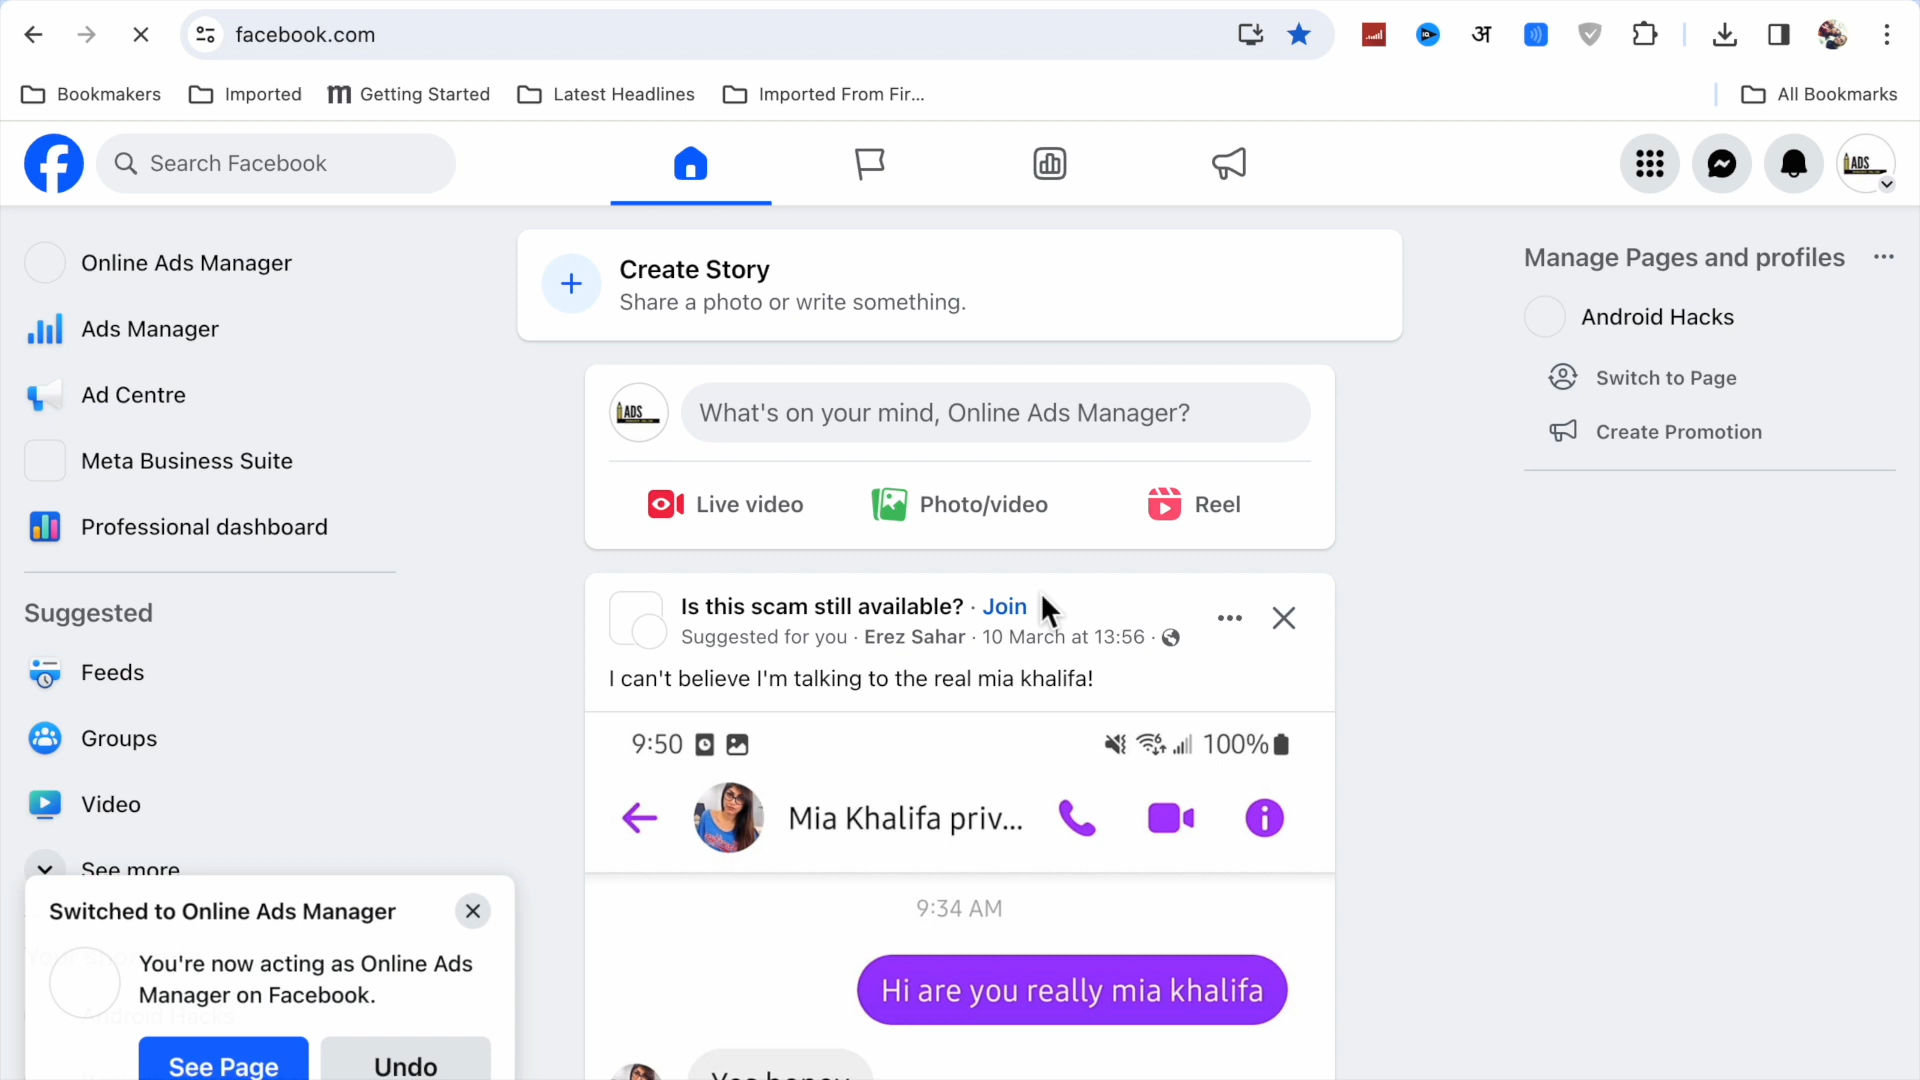 facebook.com
अ
Bookmakers
Imported
m Getting Started
Latest Headlines
Imported From Fir...
All Bookmarks
Search Facebook
ADS
Online Ads Manager
Ads Manager
Ad Centre
Meta Business Suite
Professional dashboard
Suggested
Feeds
Groups
Video
See more
Switched to Online Ads Manager
You're now acting as Online Ads
Manager on Facebook.
See Page
Undo
Create Story
Share a photo or write something.
ADS
What's on your mind, Online Ads Manager?
Live video
Photo/video
Reel
Is this scam still available? · Join
Suggested for you · Erez Sahar · 10 March at 13:56 ·
I can't believe I'm talking to the real mia khalifa!
9:50
100%
Mia Khalifa priv...
9:34 AM
Hi are you really mia khalifa
Yes honey
Manage Pages and profiles
Android Hacks
Switch to Page
Create Promotion